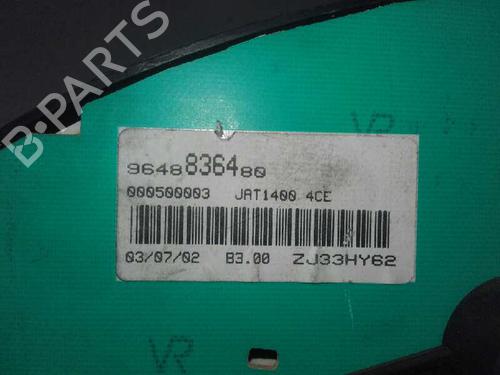 B-PARTS
VR
9648836480
000500003 JAT1400 4CE
03/07/02 B3.00 ZJ33HY62
VR